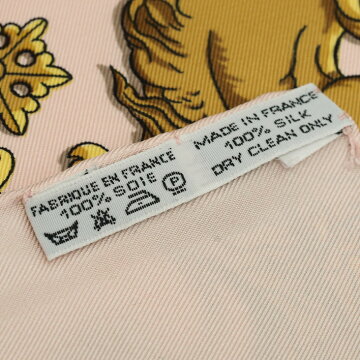 FABRIQUE EN FRANCE
100% SOIE
P
MADE IN FRANCE
100% SILK
DRY CLEAN ONLY